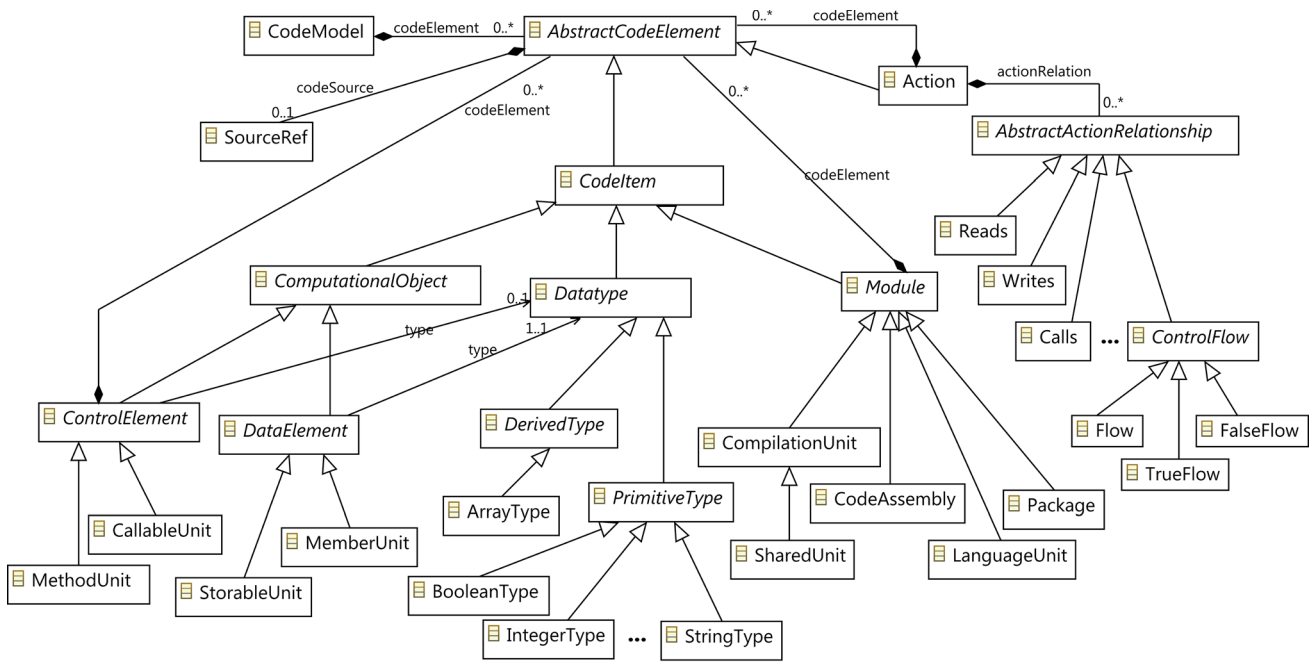 CodeModel
codeElement
0..*
AbstractCodeElement
0..*
codeElement
Action
actionRelation
0..*
codeSource
0..1
SourceRef
0..*
codeElement
0..*
AbstractActionRelationship
CodeItem
codeElement
Reads
Writes
Calls
...
ControlFlow
ComputationalObject
0..1
Datatype
Module
type
1..1
type
ControlElement
DataElement
DerivedType
CompilationUnit
Flow
FalseFlow
TrueFlow
ArrayType
PrimitiveType
CodeAssembly
Package
CallableUnit
MemberUnit
SharedUnit
LanguageUnit
MethodUnit
StorableUnit
BooleanType
IntegerType
...
StringType